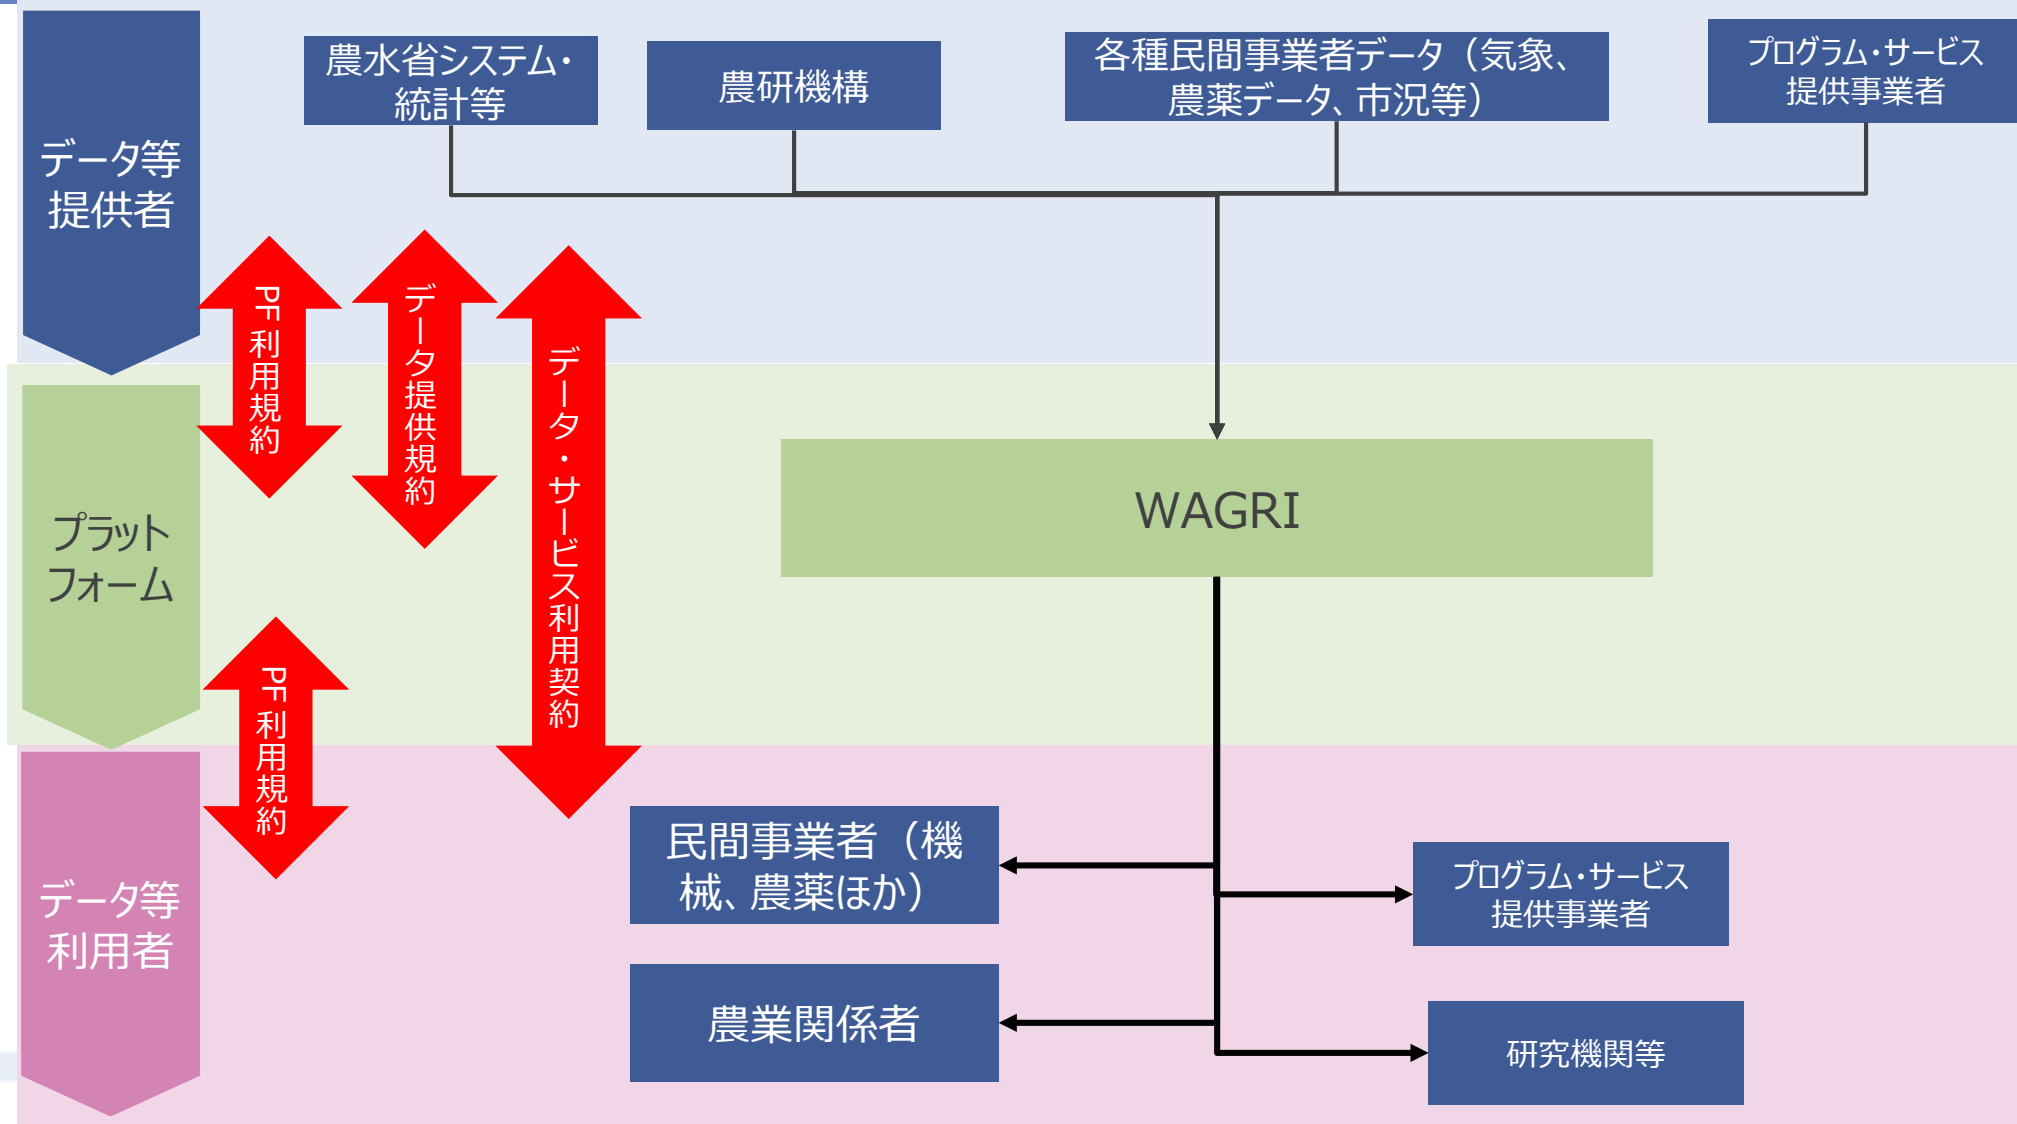 データ等
提供者
農水省システム・
統計等
農研機構
各種民間事業者データ（気象、
農薬データ、市況等）
プログラム・サービス
提供事業者
PF利用規約
データ提供規約
データ・サービス利用契約
プラット
フォーム
WAGRI
PF利用規約
データ等
利用者
民間事業者（機
械、農薬ほか）
プログラム・サービス
提供事業者
農業関係者
研究機関等